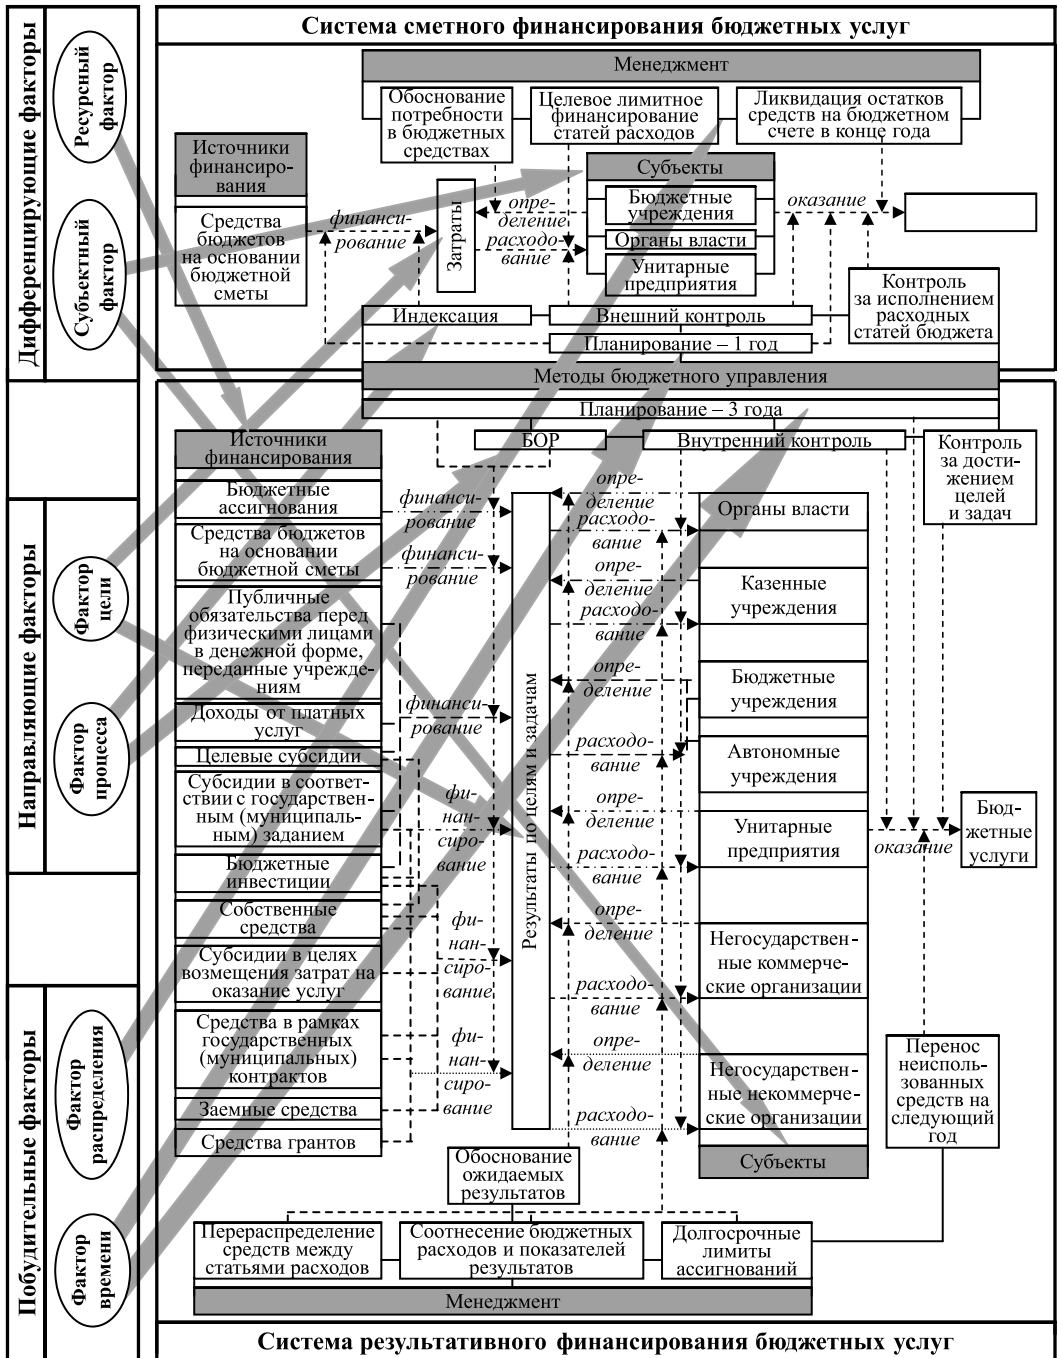 Дифференцирующие факторы
Ресурсный
фактор
Субъектный
фактор
Система сметного финансирования бюджетных услуг
Менеджмент
Обоснование
потребности
в бюджетных
средствах
Целевое лимитное
финансирование
статей расходов
Ликвидация остатков
средств на бюджетном
счете в конце года
Источники
финансиро-
вания
Средства
бюджетов
на основании
бюджетной
сметы
финанси-
рование
Затраты
опре-
деление
расходо-
вание
Субъекты
Бюджетные
учреждения
Органы власти
Унитарные
предприятия
оказание
Индексация
Внешний контроль
Планирование – 1 год
Контроль
за исполнением
расходных
статей бюджета
Методы бюджетного управления
Планирование – 3 года
БОР
Внутренний контроль
Контроль
за дости-
жением
целей
и задач
Направляющие факторы
Фактор
цели
Фактор
процесса
Источники
финансирования
Бюджетные
ассигнования
Средства бюджетов
на основании
бюджетной сметы
Публичные
обязательства перед
физическими лицами
в денежной форме,
переданные учрежде-
ниям
Доходы от платных
услуг
Целевые субсидии
Субсидии в соответ-
ствии с государствен-
ным (муниципаль-
ным) заданием
Бюджетные
инвестиции
Собственные
средства
Субсидии в целях
возмещения затрат на
оказание услуг
Средства в рамках
государственных
(муниципальных)
контрактов
Заемные средства
Средства грантов
финанси-
рование
финанси-
рование
финанси-
рование
фи-
нан-
сиро-
вание
фи-
нан-
сиро-
вание
фи-
нан-
сиро-
вание
Результаты по целям и задачам
опре-
деление
расходо-
вание
опре-
деление
расходо-
вание
опре-
деление
расходо-
вание
опре-
деление
расходо-
вание
опре-
деление
расходо-
вание
опре-
деление
расходо-
вание
Органы власти
Казенные
учреждения
Бюджетные
учреждения
Автономные
учреждения
Унитарные
предприятия
Негосударствен-
ные коммерче-
ские организации
Негосударствен-
ные некоммерче-
ские организации
Субъекты
оказание
Бюд-
жетные
услуги
Перенос
неисполь-
зованных
средств на
следующий
год
Побудительные факторы
Фактор
распределения
Фактор
времени
Обоснование
ожидаемых
результатов
Перераспределение
средств между
статьями расходов
Соотнесение бюджетных
расходов и показателей
результатов
Долгосрочные
лимиты
ассигнований
Менеджмент
Система результативного финансирования бюджетных услуг